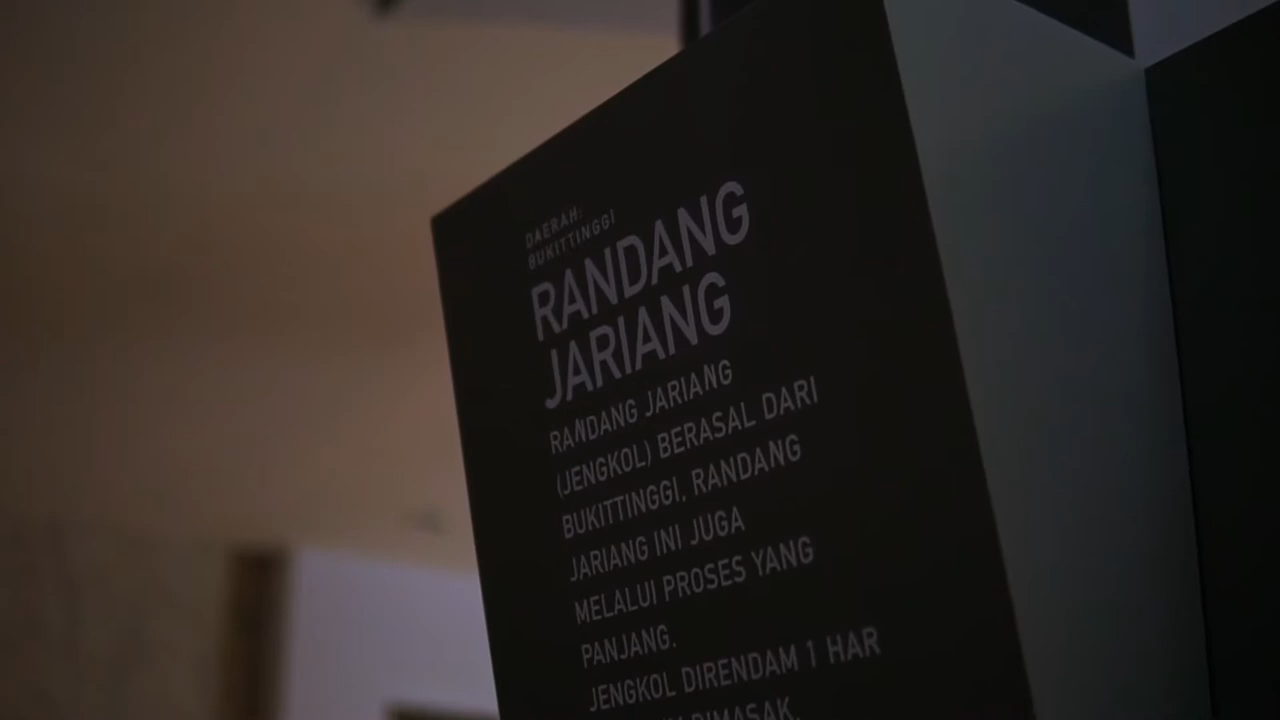 DAERAH:
BUKITTINGGI
RANDANG
JARIANG
RANDANG JARIANG
(JENGKOL) BERASAL DARI
BUKITTINGGI. RANDANG
JARIANG INI JUGA
MELALUI PROSES YANG
PANJANG.
JENGKOL DIRENDAM 1 HAR
DIMASAK.